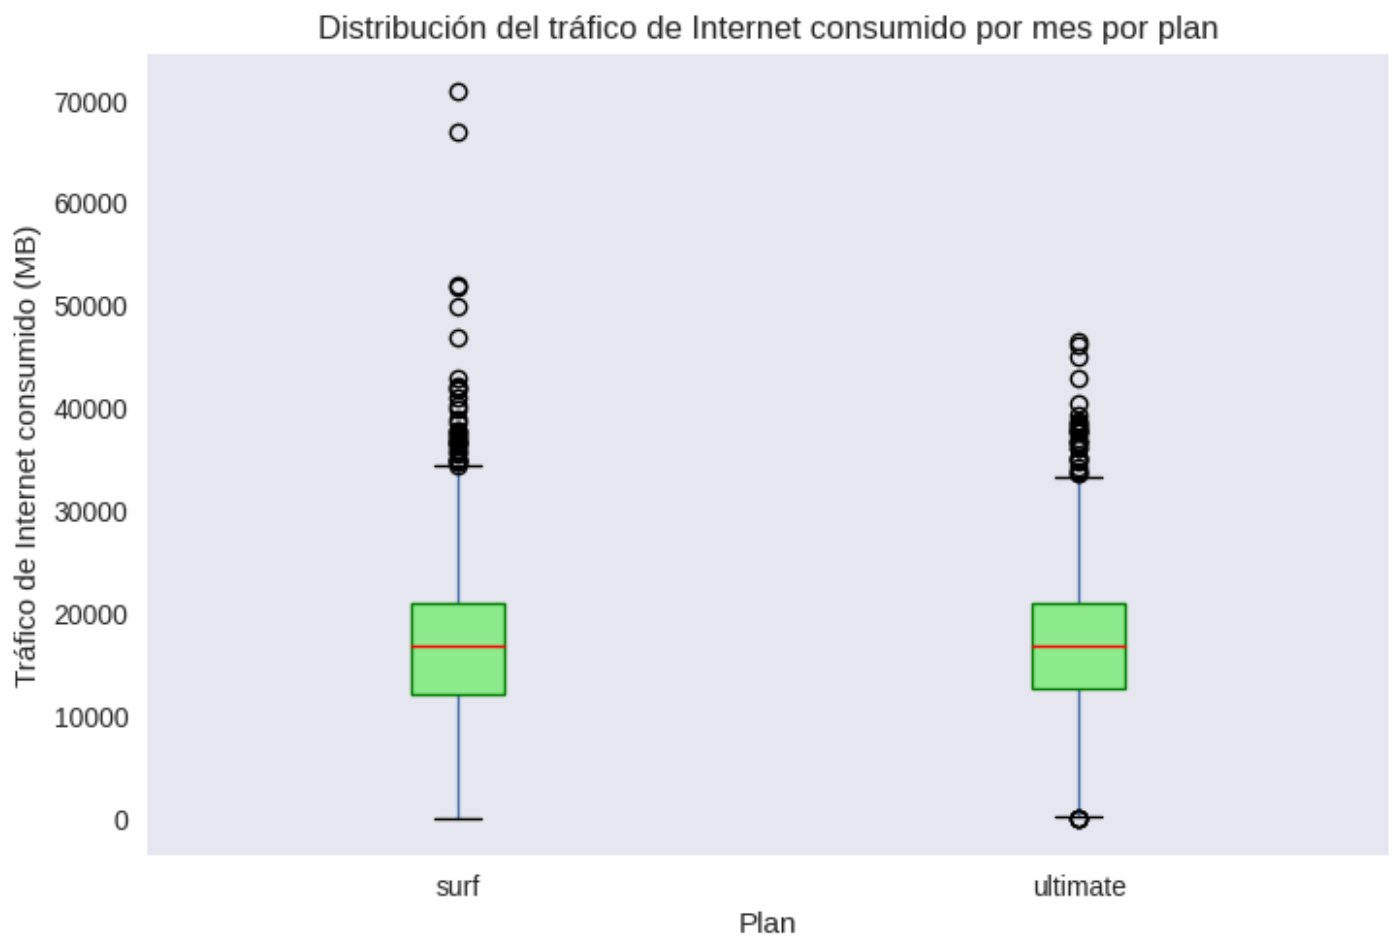 Distribución del tráfico de Internet consumido por mes por plan
Tráfico de Internet consumido (MB)
70000
60000
50000
40000
30000
20000
10000
0
surf
ultimate
Plan